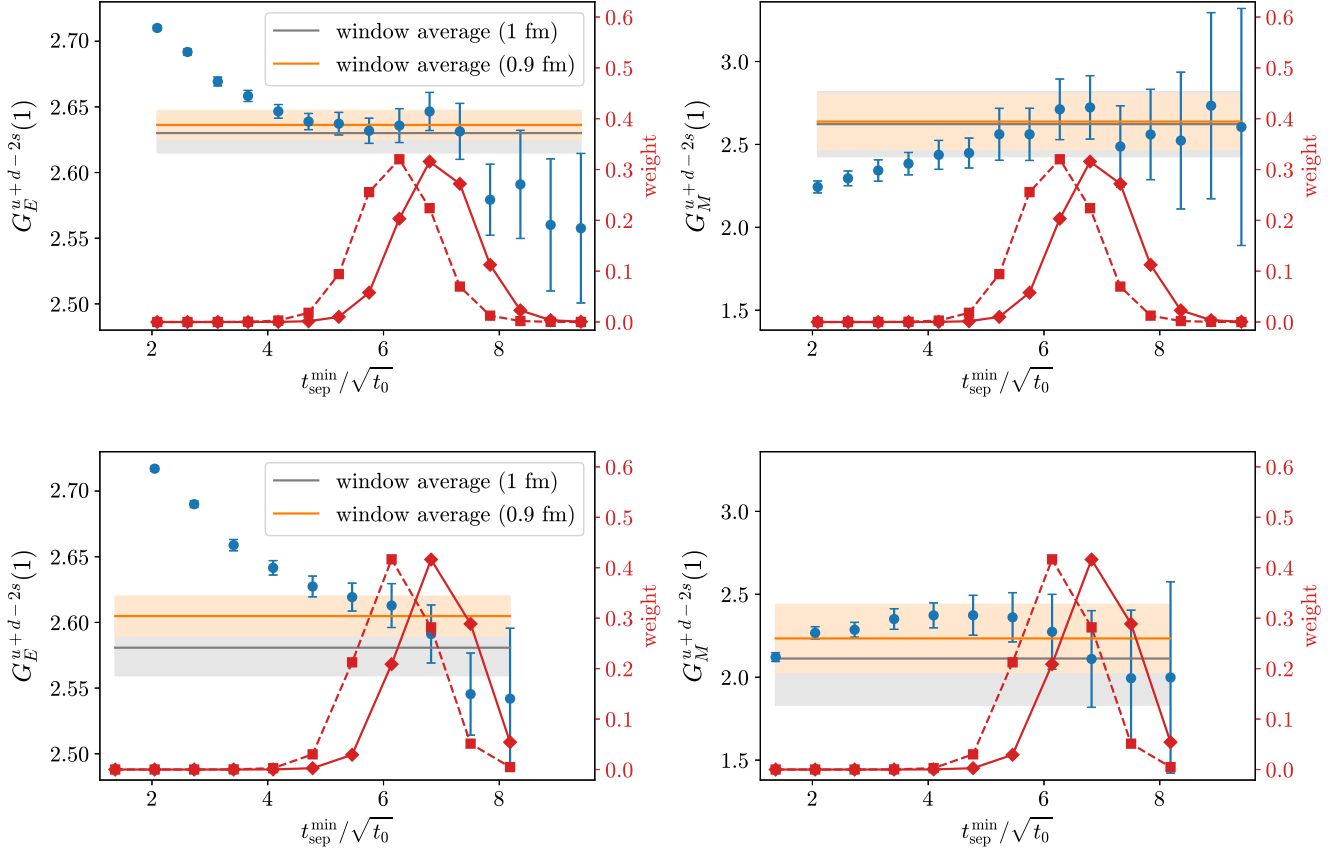 2.70
2.65
2.60
2.55
2.50
G_E^{u+d−2s}(1)
window average (1 fm)
window average (0.9 fm)
0.6
0.5
0.4
0.3
0.2
0.1
0.0
weight
2 4 6 8
t_sep^min/√t_0
3.0
2.5
2.0
1.5
G_M^{u+d−2s}(1)
0.6
0.5
0.4
0.3
0.2
0.1
0.0
weight
2 4 6 8
t_sep^min/√t_0
2.70
2.65
2.60
2.55
2.50
G_E^{u+d−2s}(1)
window average (1 fm)
window average (0.9 fm)
0.6
0.5
0.4
0.3
0.2
0.1
0.0
weight
2 4 6 8
t_sep^min/√t_0
3.0
2.5
2.0
1.5
G_M^{u+d−2s}(1)
0.6
0.5
0.4
0.3
0.2
0.1
0.0
weight
2 4 6 8
t_sep^min/√t_0